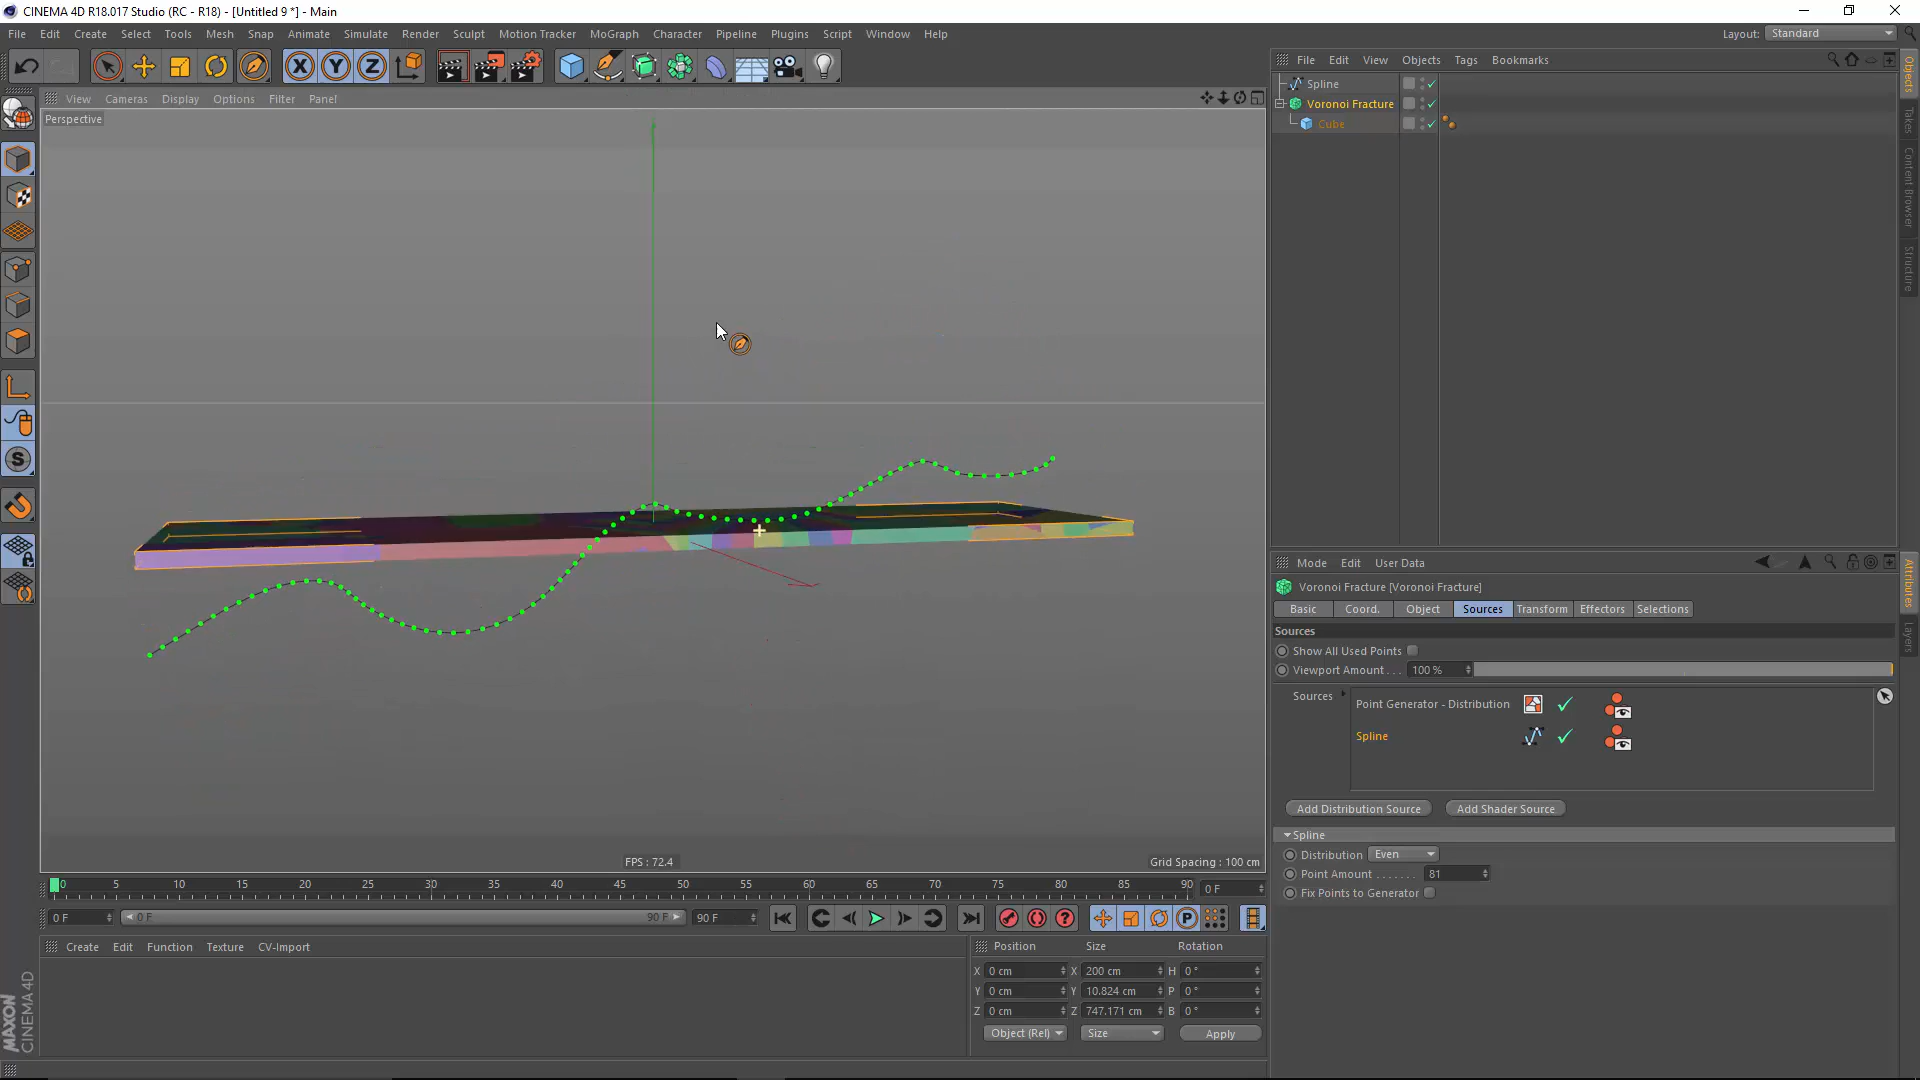 CINEMA 4D R18.017 Studio (RC - R18) - [Untitled 9 *] - Main
File Edit Create Select Tools Mesh Snap Animate Simulate Render Sculpt Motion Tracker MoGraph Character Pipeline Plugins Script Window Help
Layout: Standard
X Y Z
File Edit View Objects Tags Bookmarks
View Cameras Display Options Filter Panel
Perspective
Spline
Voronoi Fracture
Cube
Objects
Takes
Content Browser
Structure
Mode Edit User Data
Voronoi Fracture [Voronoi Fracture]
Basic Coord. Object Sources Transform Effectors Selections
Sources
Show All Used Points
Viewport Amount . . . 100 %
Sources
Point Generator - Distribution
Spline
Add Distribution Source Add Shader Source
Spline
Distribution Even
Point Amount . . . . . . . 81
Fix Points to Generator
Attributes
Layers
FPS : 72.4
Grid Spacing : 100 cm
0 5 10 15 20 25 30 35 40 45 50 55 60 65 70 75 80 85 90
0 F
0 F 0 F 90 F 90 F
Create Edit Function Texture CV-Import
Position Size Rotation
X 0 cm X 200 cm H 0 °
Y 0 cm Y 10.824 cm P 0 °
Z 0 cm Z 747.171 cm B 0 °
Object (Rel) Size Apply
MAXON
CINEMA 4D